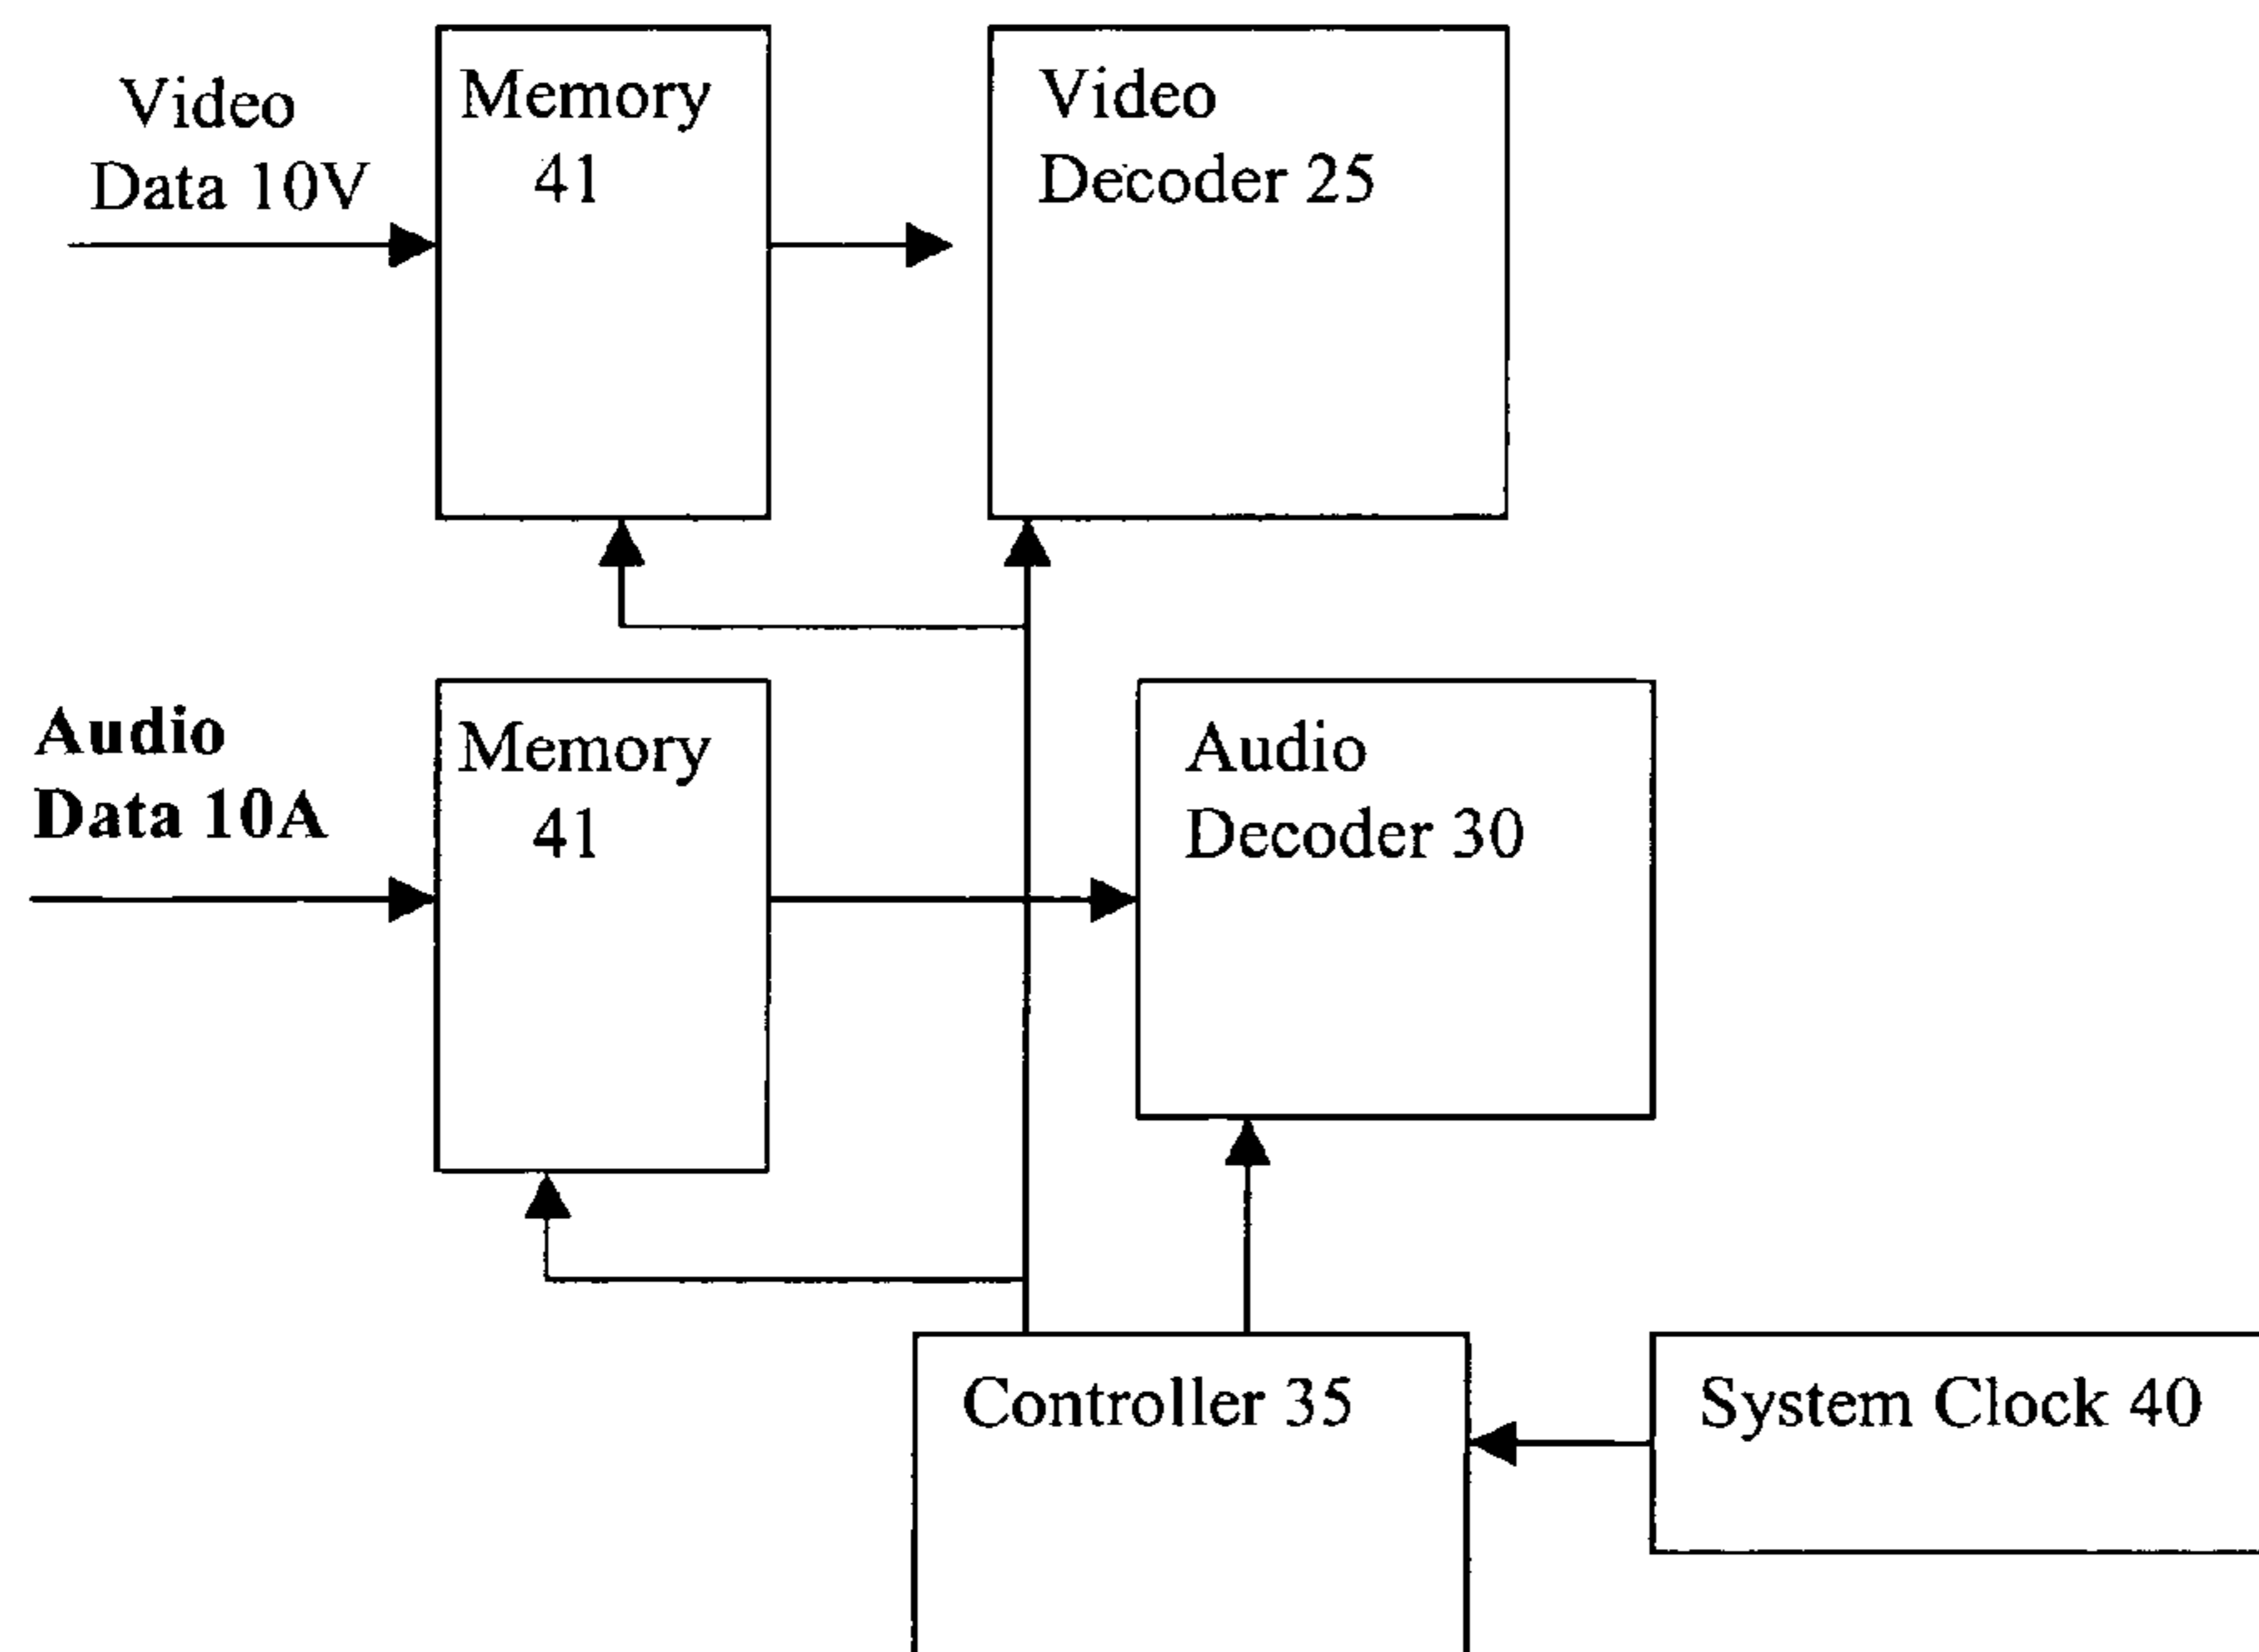 Video
Data 10V
Memory
41
Video
Decoder 25
Audio
Data 10A
Memory
41
Audio
Decoder 30
Controller 35
System Clock 40